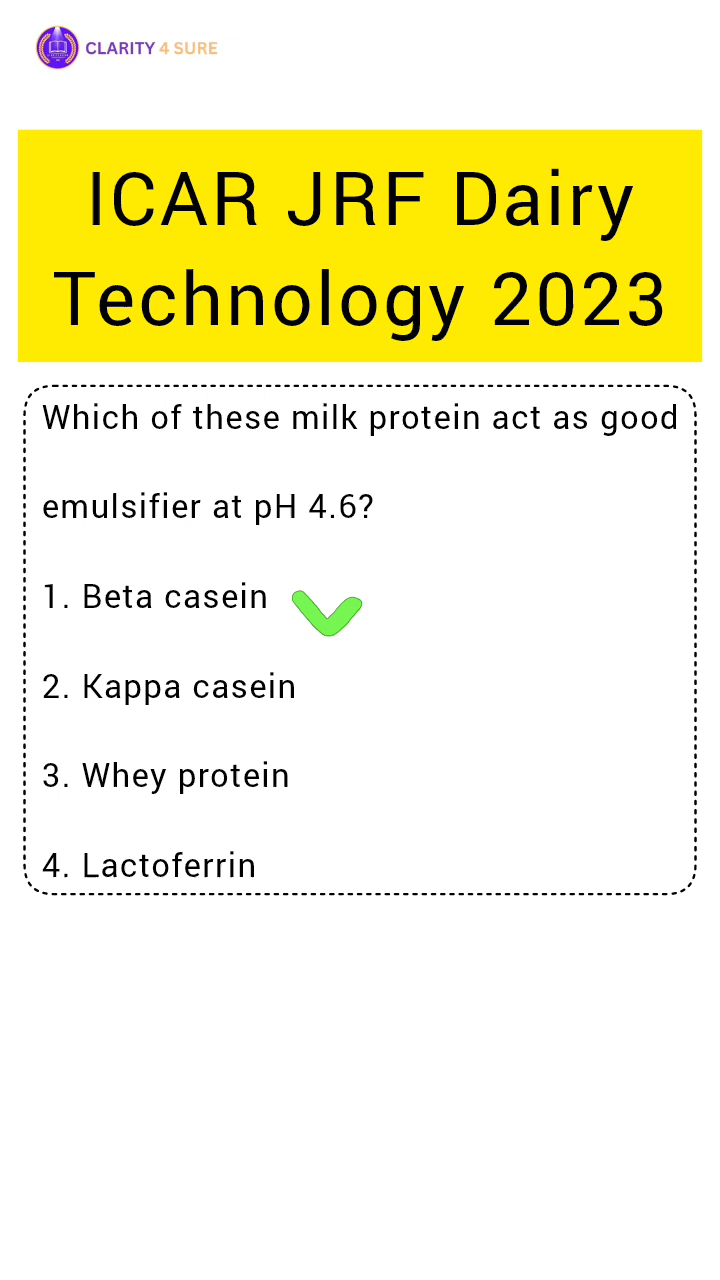 CLARITY 4 SURE
ICAR JRF Dairy
Technology 2023
Which of these milk protein act as good
emulsifier at pH 4.6?
1. Beta casein
2. Kappa casein
3. Whey protein
4. Lactoferrin